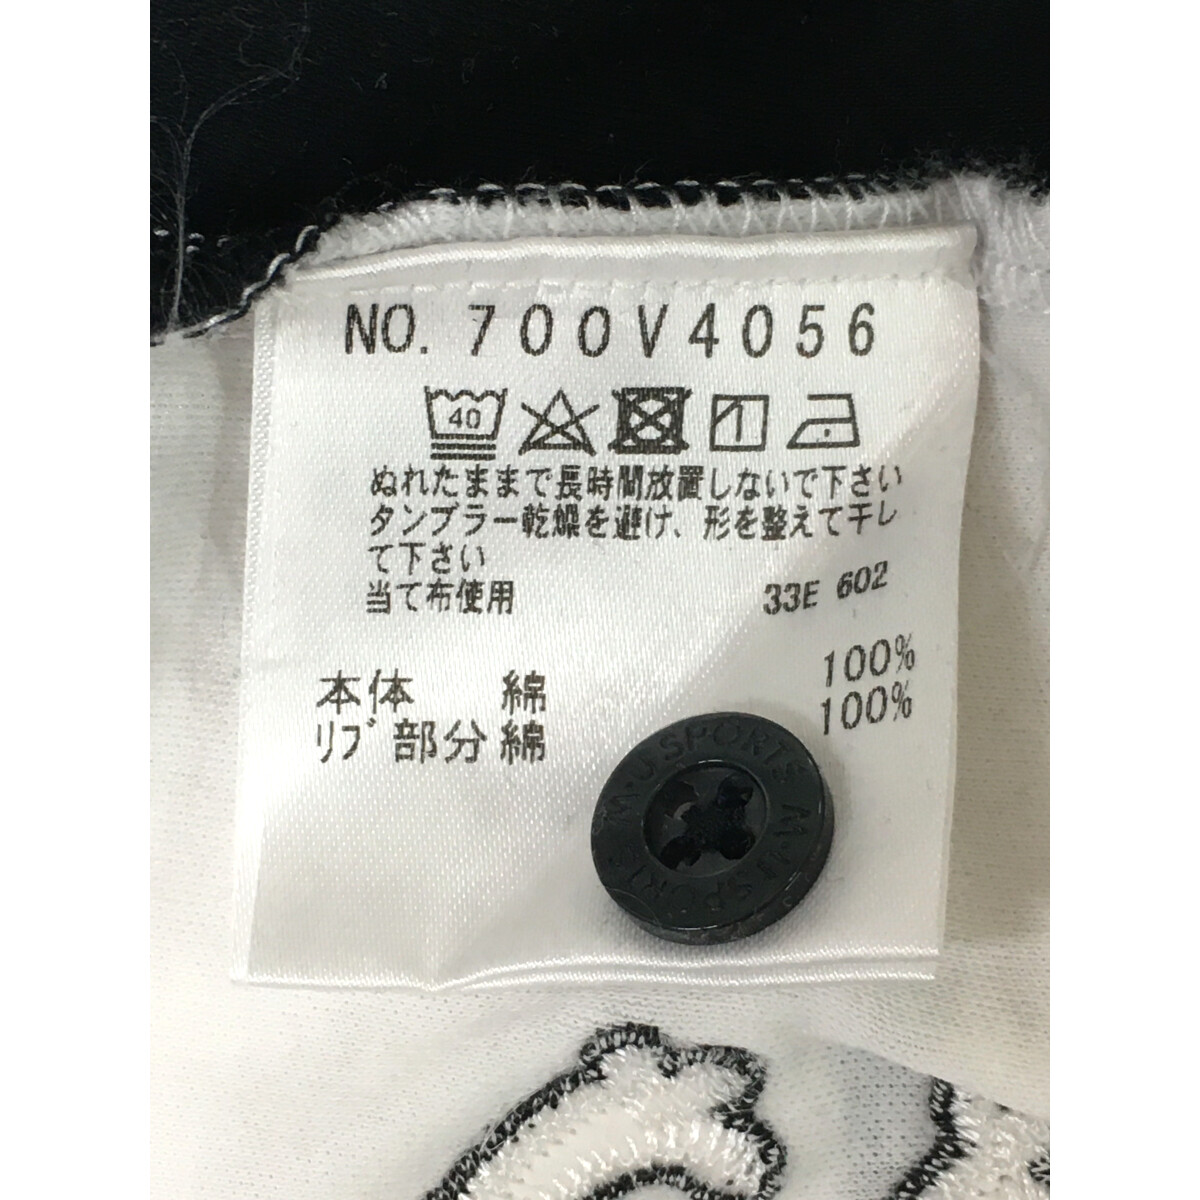 NO. 700V4056
40
ぬれたままで長時間放置しないで下さい
タンブラー乾燥を避け、形を整えて干し
て下さい
当て布使用 33E 602
本体 綿 100%
リブ部分 綿 100%
M・U SPORTS M・U SPORTS